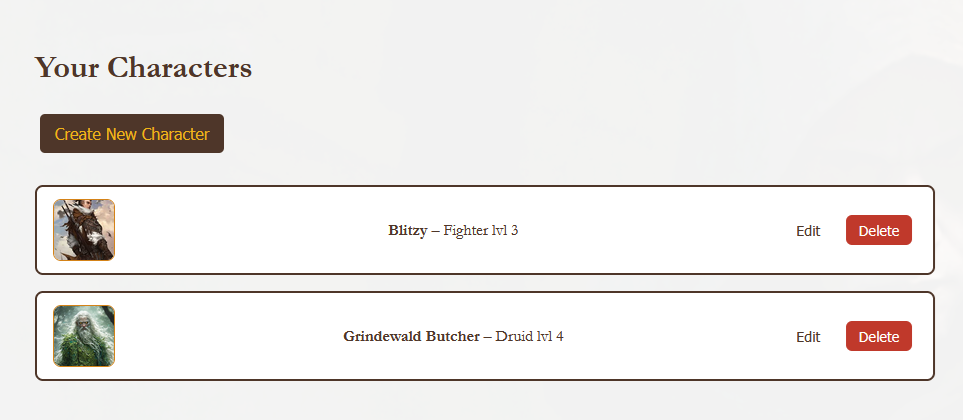 Your Characters
Create New Character
Blitzy – Fighter lvl 3 Edit Delete
Grindewald Butcher – Druid lvl 4 Edit Delete